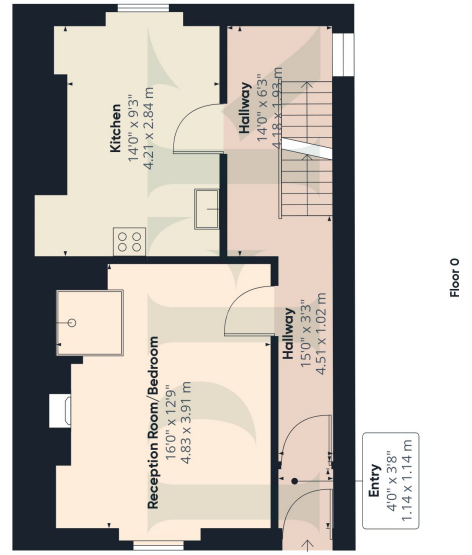 Kitchen
14'0" x 9'3"
4.21 x 2.84 m
Hallway
14'0" x 6'3"
4.18 x 1.93 m
Reception Room/Bedroom
16'0" x 12'9"
4.83 x 3.91 m
Hallway
15'0" x 3'3"
4.51 x 1.02 m
Entry
4'0" x 3'8"
1.14 x 1.14 m
Floor 0